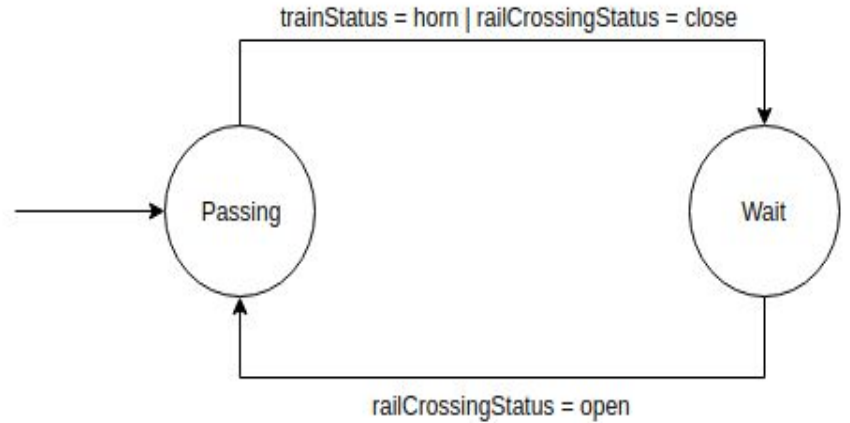 trainStatus = horn | railCrossingStatus = close
Passing
Wait
railCrossingStatus = open